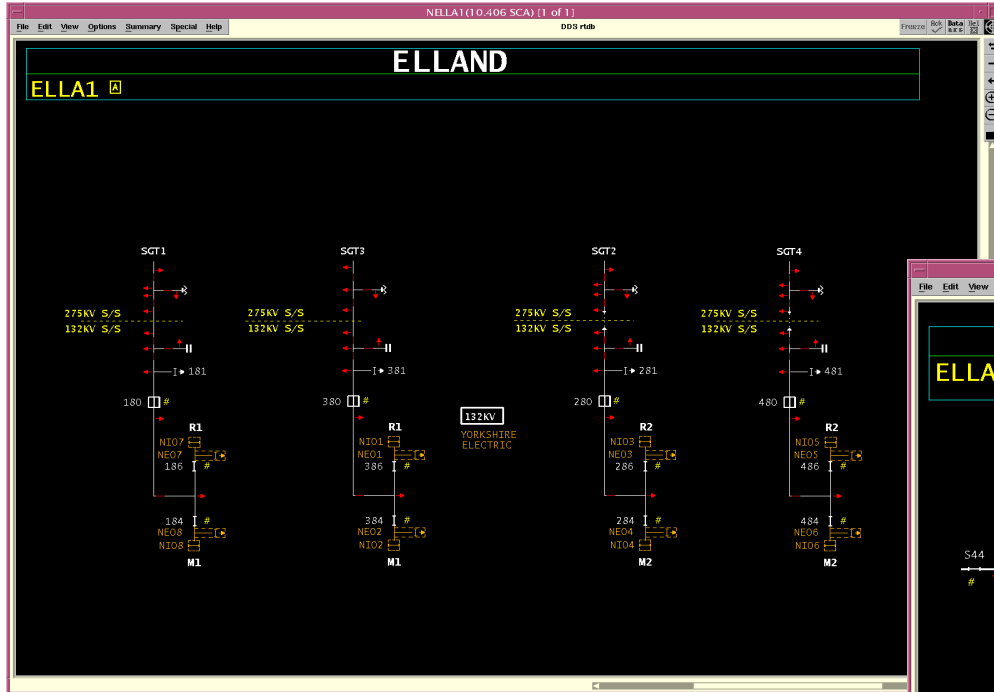 NELLA1(10.406 SCA) [1 of 1]
File Edit View Options Summary Special Help DDS rtdb Freeze Ack Data Del
ELLAND
ELLA1 A
SGT1 SGT3 SGT2 SGT4
File Edit View
275KV S/S 275KV S/S 275KV S/S 275KV S/S
132KV S/S 132KV S/S 132KV S/S 132KV S/S
181 381 281 481
ELLA
180 # 380 # 280 # 480 #
132KV
R1 R1 R2 R2
YORKSHIRE
ELECTRIC
NIO7 NIO1 NIO3 NIO5
NEO7 NEO1 NEO3 NEO5
186 # 386 # 286 # 486 #
184 # 384 # 284 # 484 #
NEO8 NEO2 NEO4 NEO6
NIO8 NIO2 NIO4 NIO6
S44
M1 M1 M2 M2
#